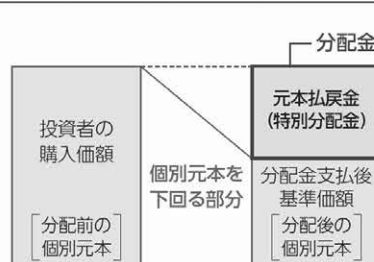 分配金
投資者の
購入価額
[分配前の
個別元本]
個別元本を
下回る部分
元本払戻金
(特別分配金)
分配金支払後
基準価額
[分配後の
個別元本]